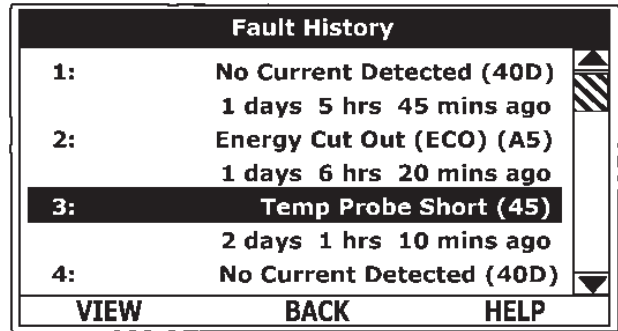 Fault History
1: No Current Detected (40D)
1 days 5 hrs 45 mins ago
2: Energy Cut Out (ECO) (A5)
1 days 6 hrs 20 mins ago
3: Temp Probe Short (45)
2 days 1 hrs 10 mins ago
4: No Current Detected (40D)
VIEW BACK HELP